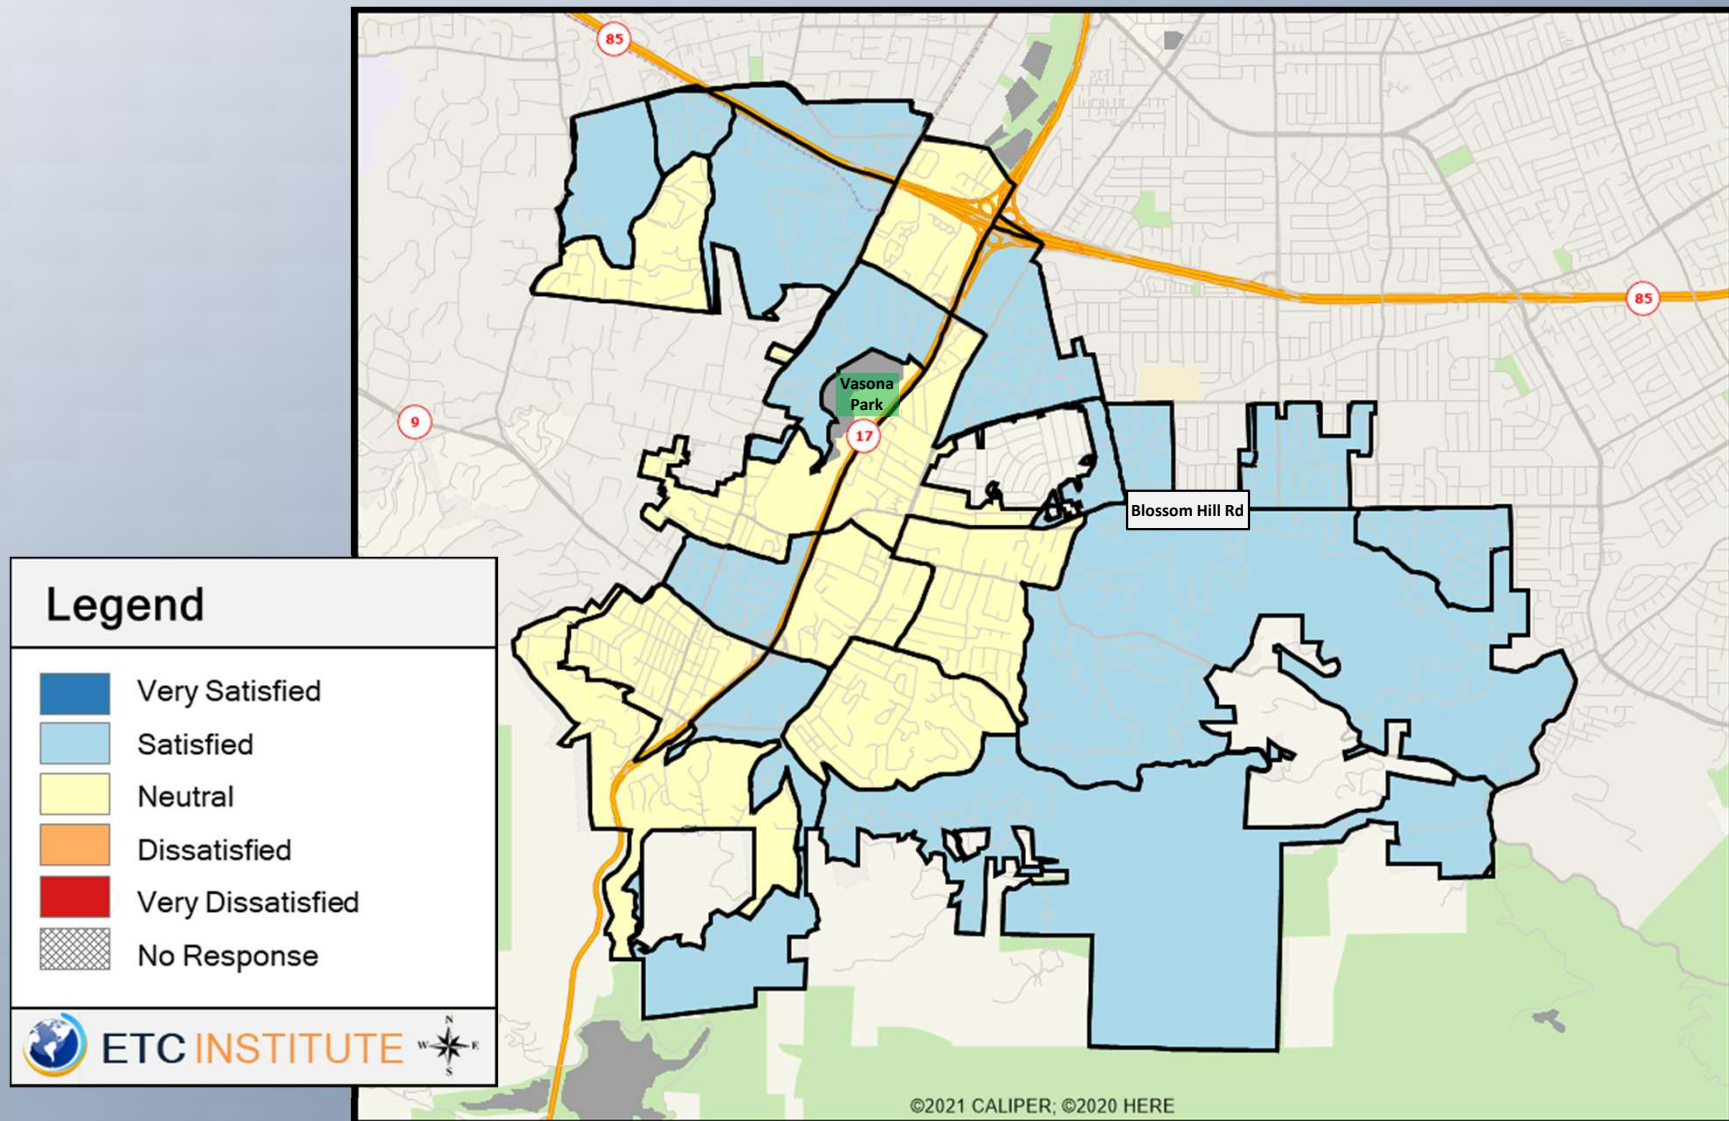 85
85
9
Vasona
Park
17
Blossom Hill Rd
Legend
Very Satisfied
Satisfied
Neutral
Dissatisfied
Very Dissatisfied
No Response
ETC INSTITUTE
N
W E
S
©2021 CALIPER; ©2020 HERE